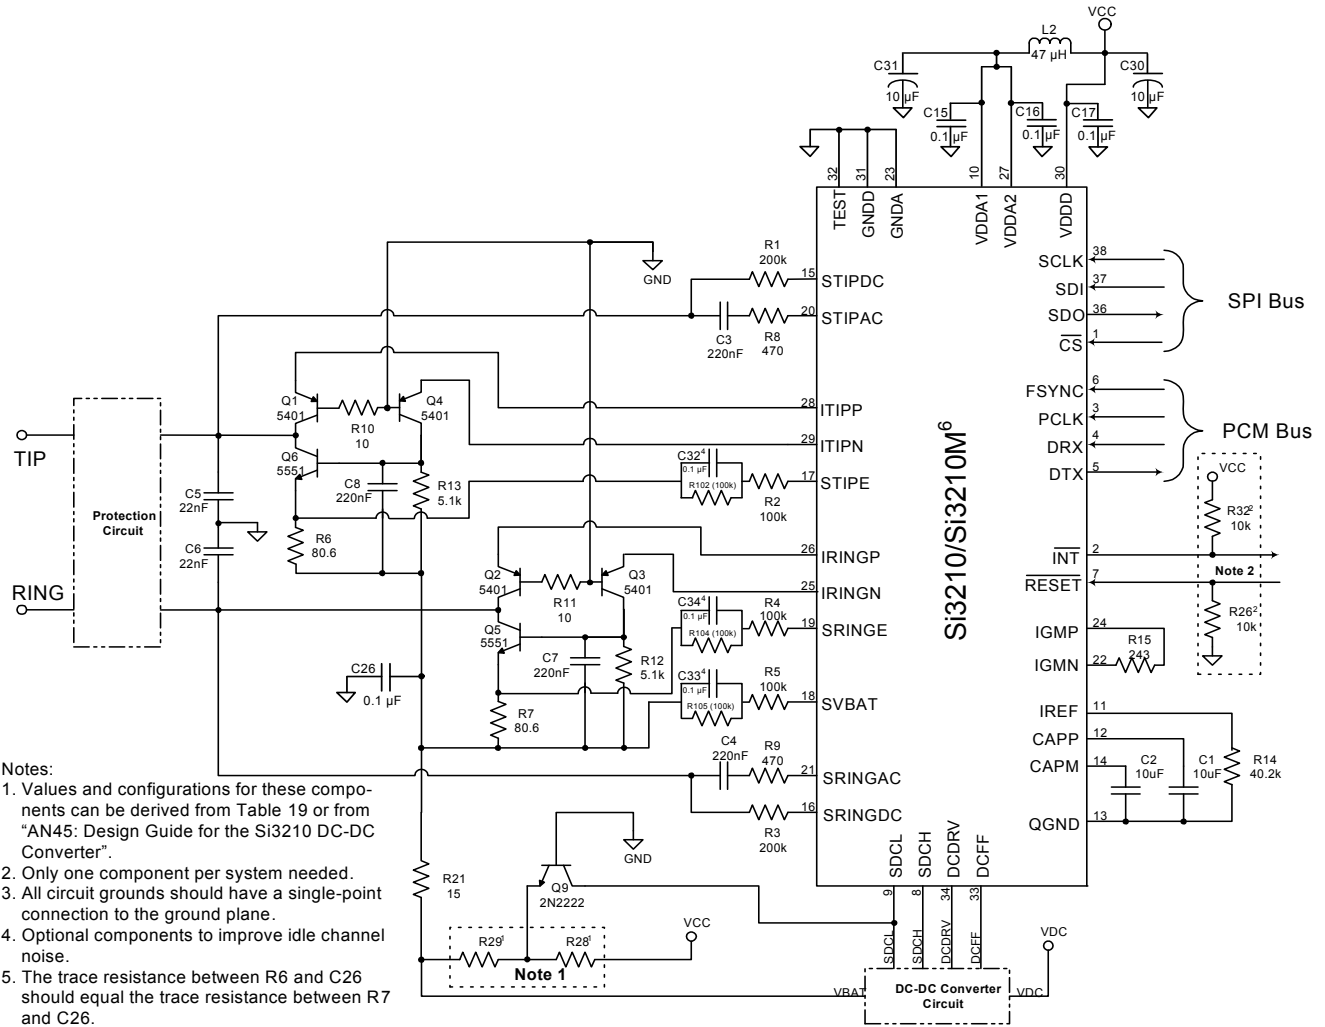 VCC
L2
47 µH
C31
10 µF
C30
10 µF
C15
0.1 µF
C16
0.1 µF
C17
0.1 µF
32
31
23
10
27
30
TEST
GNDD
GNDA
VDDA1
VDDA2
VDDD
GND
R1
200k
15
STIPDC
20
STIPAC
C3
220nF
R8
470
SCLK
38
SDI
37
SDO
36
CS
1
SPI Bus
Q1
5401
R10
10
Q4
5401
28
ITIPP
29
ITIPN
FSYNC
6
PCLK
3
DRX
4
DTX
5
PCM Bus
TIP
Protection
Circuit
RING
Q6
5551
C8
220nF
R13
5.1k
C32⁴
0.1 µF
R102 (100k)
R2
100k
17
STIPE
C5
22nF
C6
22nF
R6
80.6
Si3210/Si3210M⁶
VCC
R32²
10k
INT
2
Note 2
RESET
7
R26²
10k
26
IRINGP
25
IRINGN
Q2
5401
R11
10
Q3
5401
Q5
5551
C7
220nF
R12
5.1k
C34⁴
0.1 µF
R104 (100k)
R4
100k
19
SRINGE
IGMP
24
R15
243
IGMN
22
C26
0.1 µF
R7
80.6
C33⁴
0.1 µF
R105 (100k)
R5
100k
18
SVBAT
IREF
11
CAPP
12
CAPM
14
C2
10uF
C1
10uF
R14
40.2k
QGND
13
C4
220nF
R9
470
21
SRINGAC
16
SRINGDC
R3
200k
SDCL
SDCH
DCDRV
DCFF
9
8
34
33
GND
Q9
2N2222
R21
15
R29¹
R28¹
Note 1
VCC
SDCL
SDCH
DCDRV
DCFF
VDC
VBAT
DC-DC Converter
Circuit
VDC
Notes:
1. Values and configurations for these compo-
nents can be derived from Table 19 or from
“AN45: Design Guide for the Si3210 DC-DC
Converter”.
2. Only one component per system needed.
3. All circuit grounds should have a single-point
connection to the ground plane.
4. Optional components to improve idle channel
noise.
5. The trace resistance between R6 and C26
should equal the trace resistance between R7
and C26.